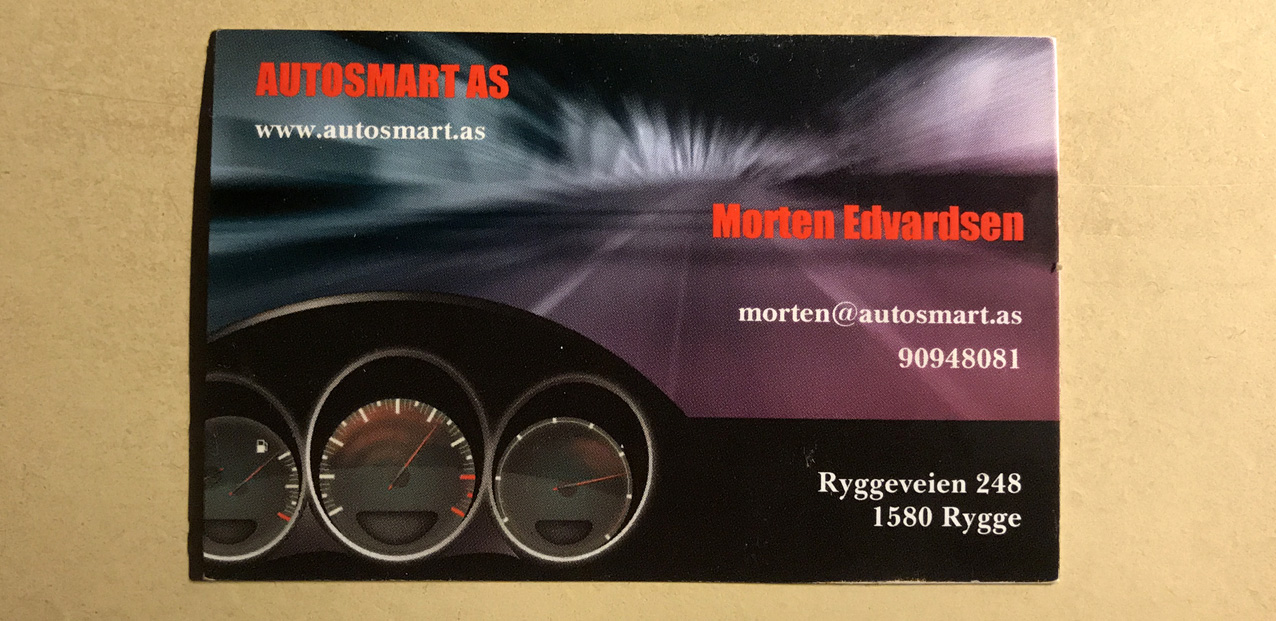 AUTOSMART AS
www.autosmart.as
Morten Edvardsen
morten@autosmart.as
90948081
Ryggeveien 248
1580 Rygge